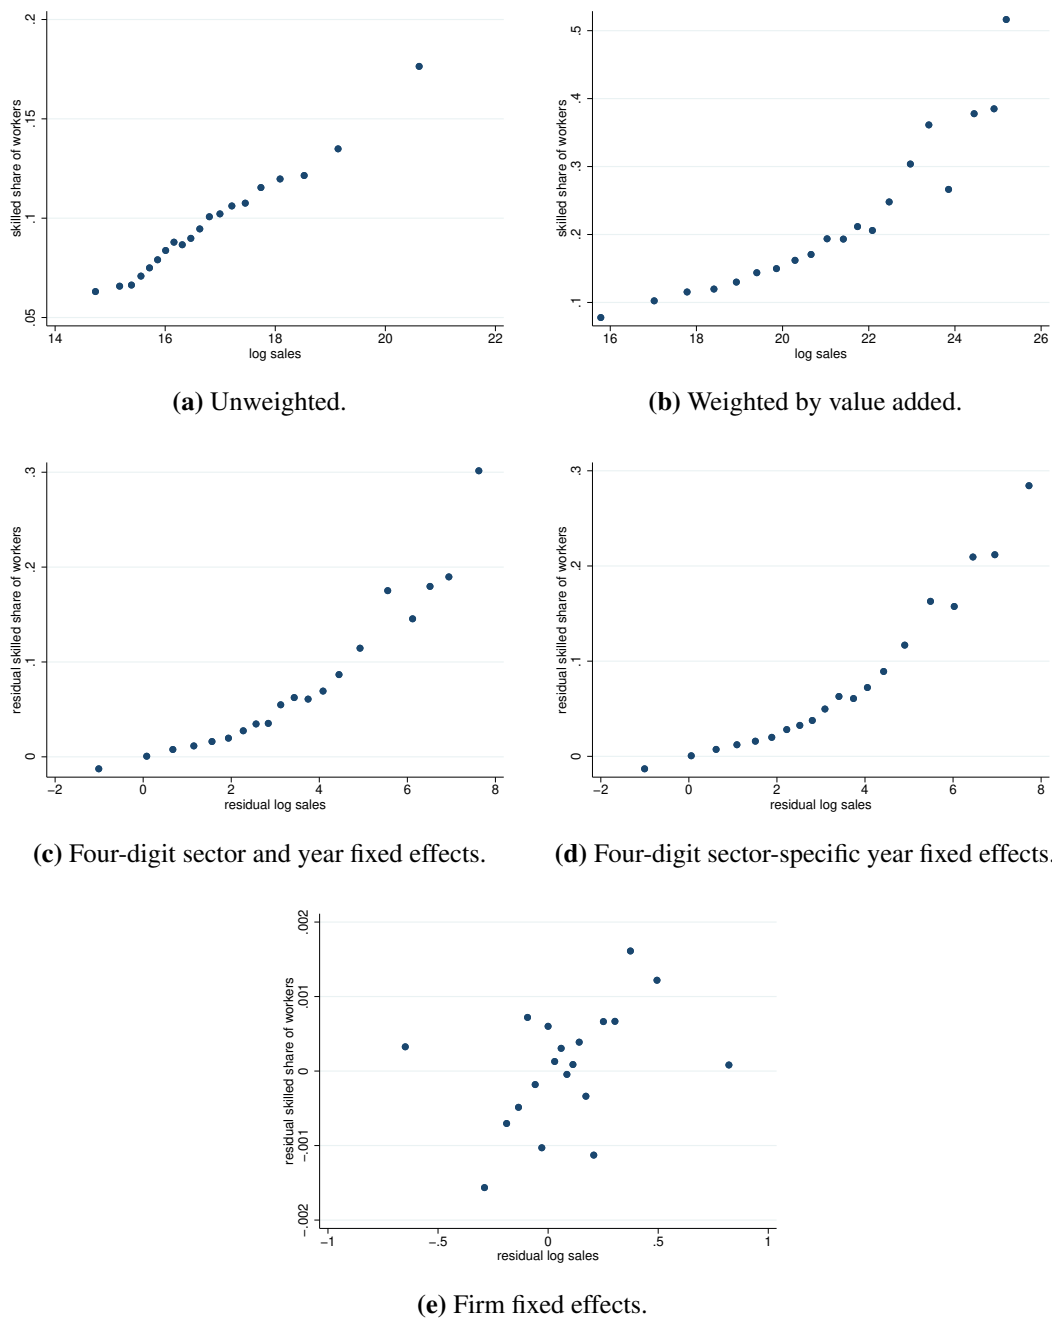 .2
.15
.1
.05
skilled share of workers
14 16 18 20 22
log sales
(a) Unweighted.
.5
.4
.3
.2
.1
skilled share of workers
16 18 20 22 24 26
log sales
(b) Weighted by value added.
.3
.2
.1
0
residual skilled share of workers
−2 0 2 4 6 8
residual log sales
(c) Four-digit sector and year fixed effects.
.3
.2
.1
0
residual skilled share of workers
−2 0 2 4 6 8
residual log sales
(d) Four-digit sector-specific year fixed effects.
.002
.001
0
−.001
−.002
residual skilled share of workers
−1 −.5 0 .5 1
residual log sales
(e) Firm fixed effects.